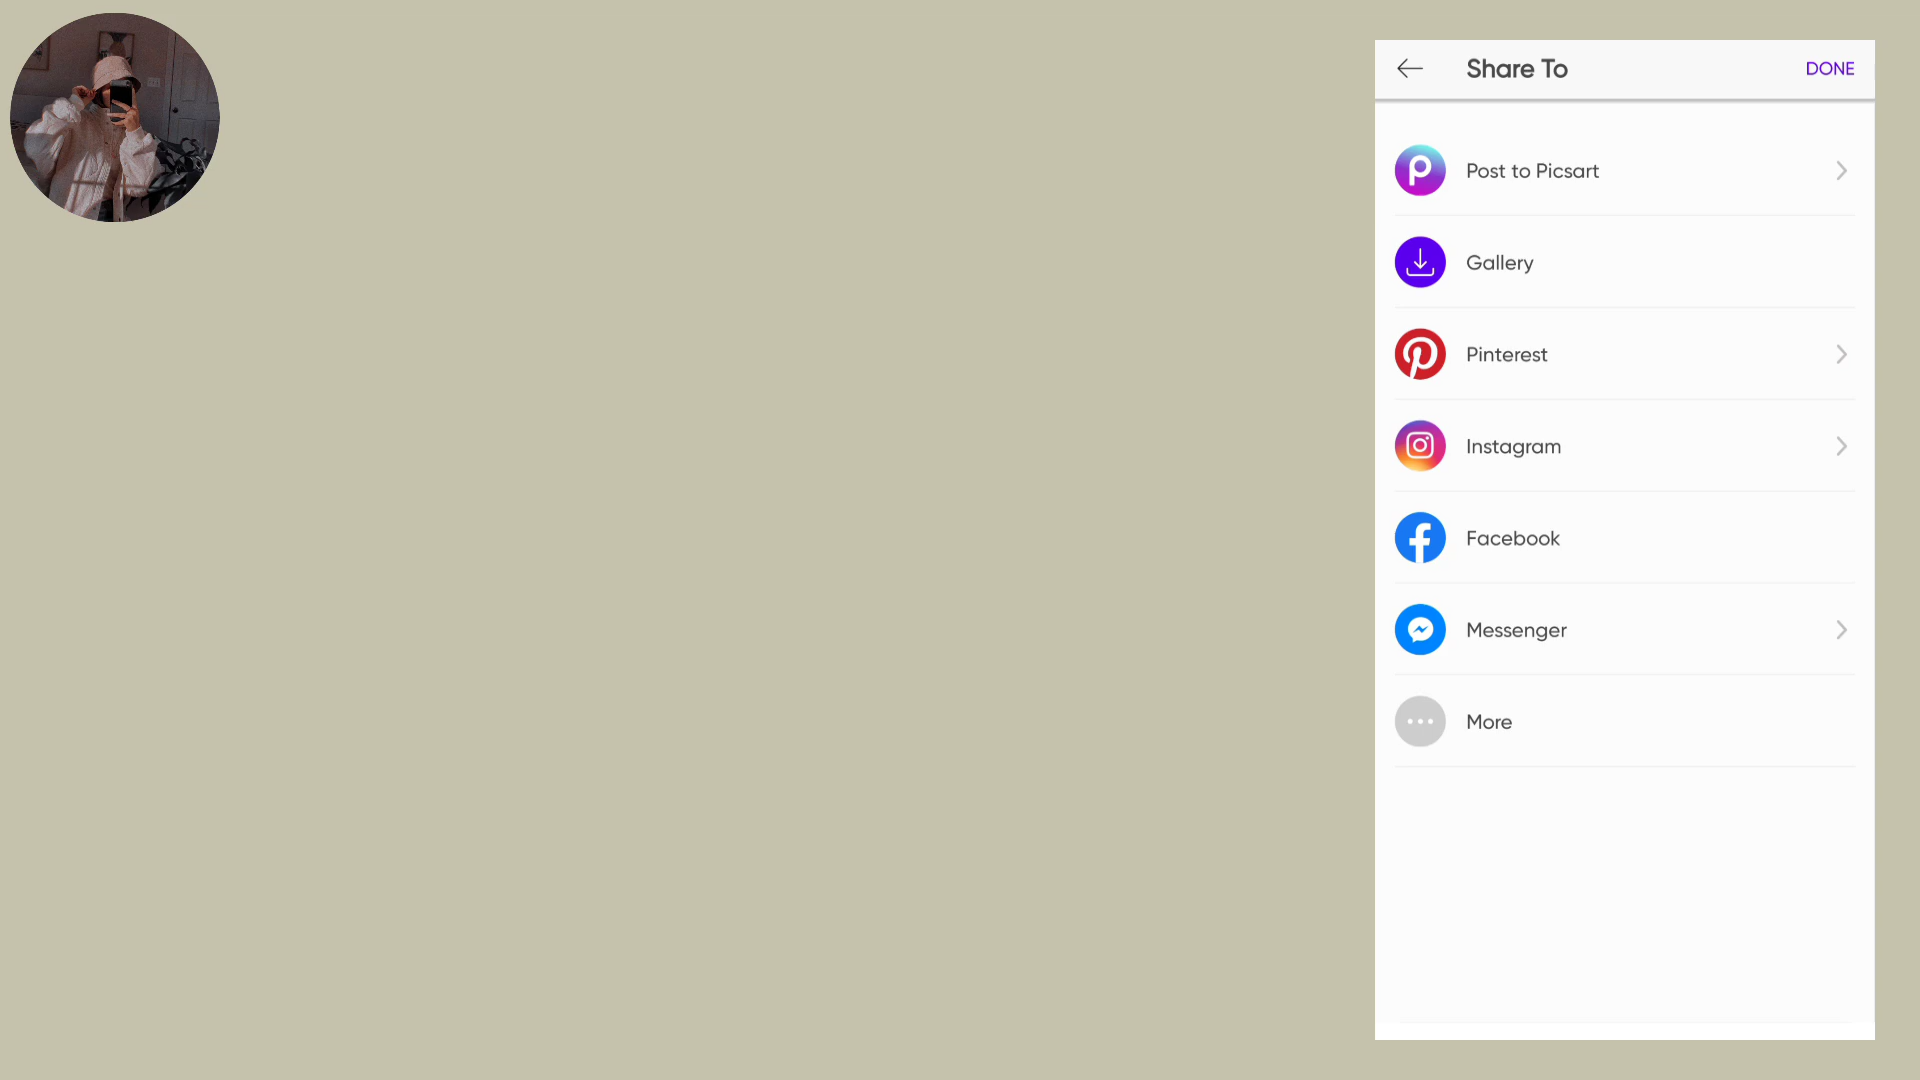 Share To
DONE
Post to Picsart
Gallery
Pinterest
Instagram
Facebook
Messenger
More